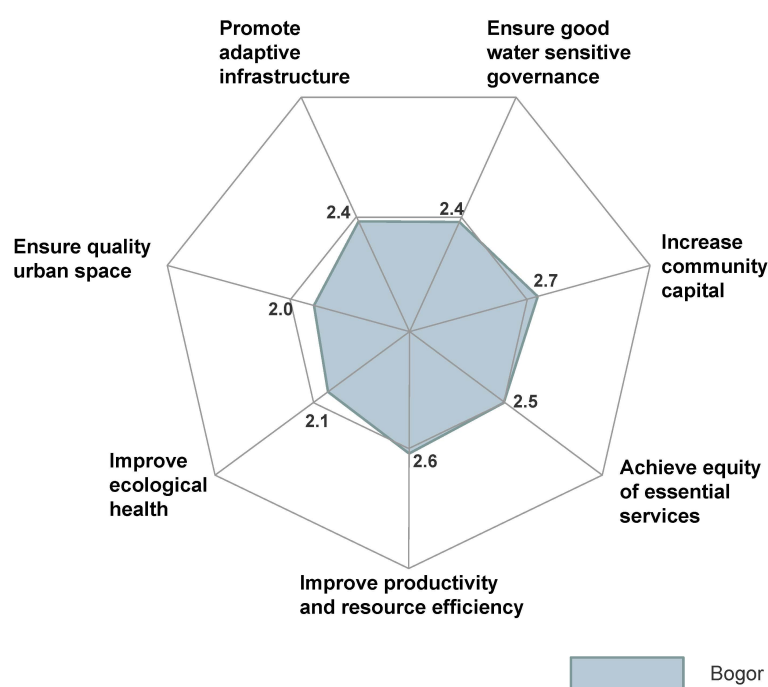 Promote
adaptive
infrastructure
Ensure good
water sensitive
governance
2.4
2.4
Ensure quality
urban space
Increase
community
capital
2.7
2.0
2.5
2.1
2.6
Improve
ecological
health
Achieve equity
of essential
services
Improve productivity
and resource efficiency
Bogor